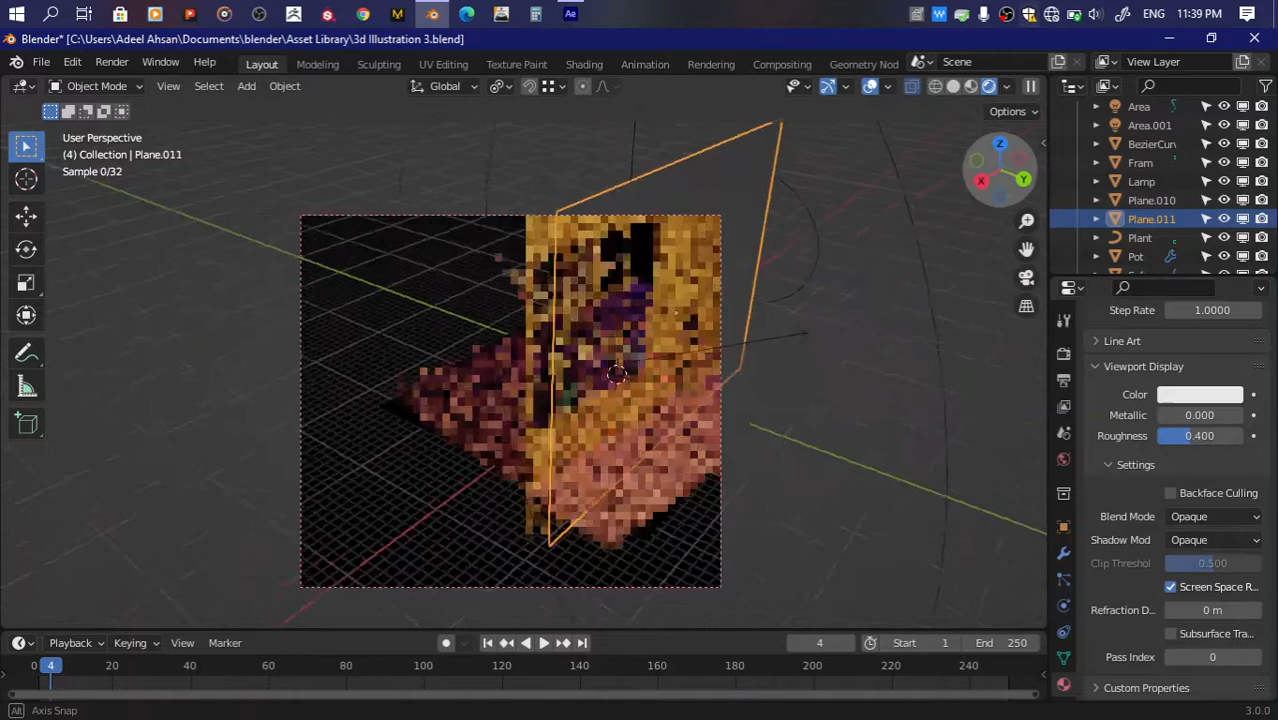 ENG 11:39 PM
Blender* [C:\Users\Adeel Ahsan\Documents\blender\Asset Library\3d Illustration 3.blend]
File Edit Render Window Help Layout Modeling Sculpting UV Editing Texture Paint Shading Animation Rendering Compositing Geometry Nod Scene View Layer
Object Mode View Select Add Object Global
Options
User Perspective
(4) Collection | Plane.011
Sample 0/32
Z
X
Y
Area
Area.001
BezierCurv
Fram
Lamp
Plane.010
Plane.011
Plant
Pot
Step Rate 1.0000
Line Art
Viewport Display
Color
Metallic 0.000
Roughness 0.400
Settings
Backface Culling
Blend Mode Opaque
Shadow Mod Opaque
Clip Threshol 0.500
Screen Space R...
Refraction D... 0 m
Subsurface Tra...
Pass Index 0
Custom Properties
Playback Keying View Marker 4 Start 1 End 250
0 4 20 40 60 80 100 120 140 160 180 200 220 240
Alt Axis Snap 3.0.0